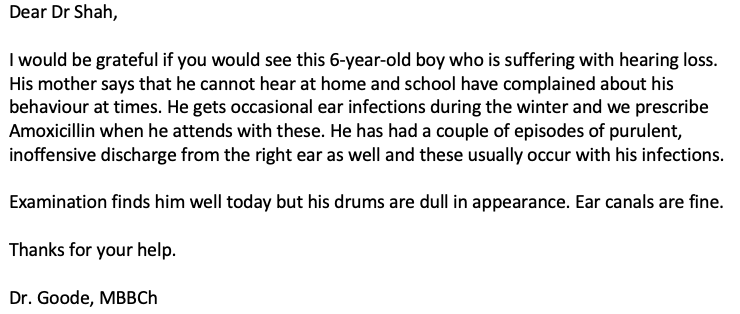 Dear Dr Shah,
I would be grateful if you would see this 6-year-old boy who is suffering with hearing loss.
His mother says that he cannot hear at home and school have complained about his
behaviour at times. He gets occasional ear infections during the winter and we prescribe
Amoxicillin when he attends with these. He has had a couple of episodes of purulent,
inoffensive discharge from the right ear as well and these usually occur with his infections.
Examination finds him well today but his drums are dull in appearance. Ear canals are fine.
Thanks for your help.
Dr. Goode, MBBCh